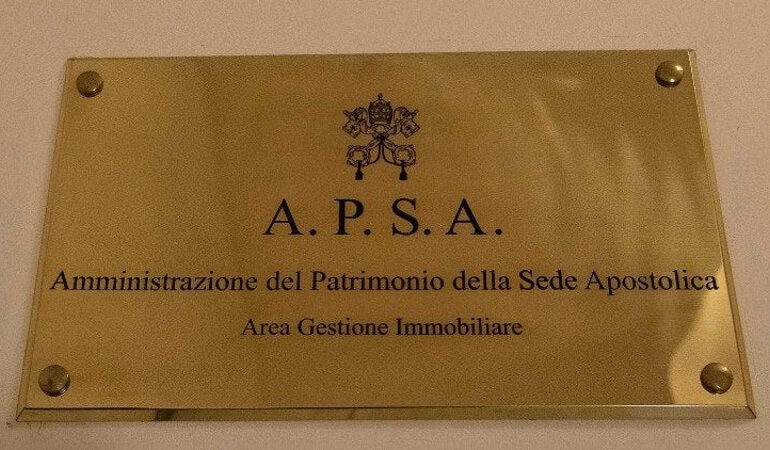 A. P. S. A.
Amministrazione del Patrimonio della Sede Apostolica
Area Gestione Immobiliare